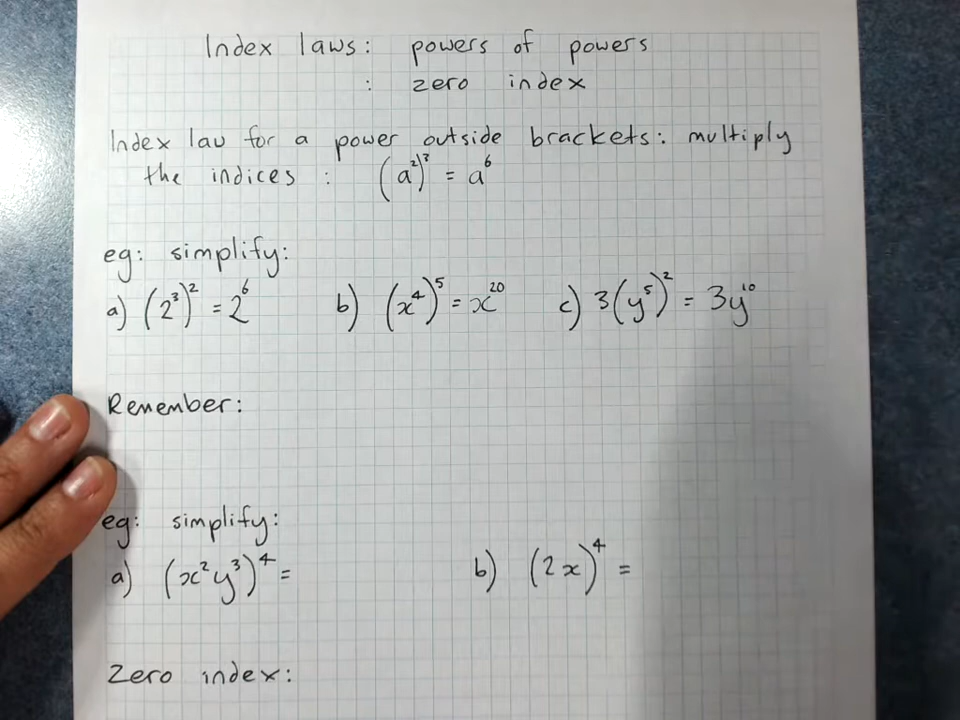 Index laws: powers of powers
: zero index
Index law for a power outside brackets: multiply
the indices : (a²)³ = a⁶
eg: simplify:
a) (2³)² = 2⁶ b) (x⁴)⁵ = x²⁰ c) 3(y⁵)² = 3y¹⁰
Remember:
eg: simplify:
a) (x²y³)⁴ = b) (2x)⁴ =
Zero index: